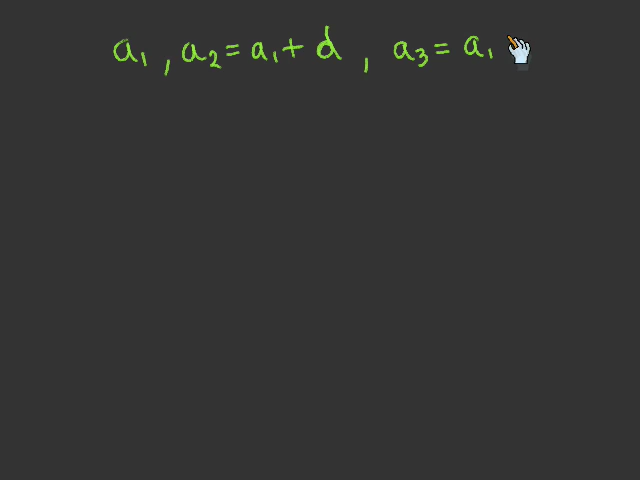 a₁ , a₂ = a₁ + d , a₃ = a₁